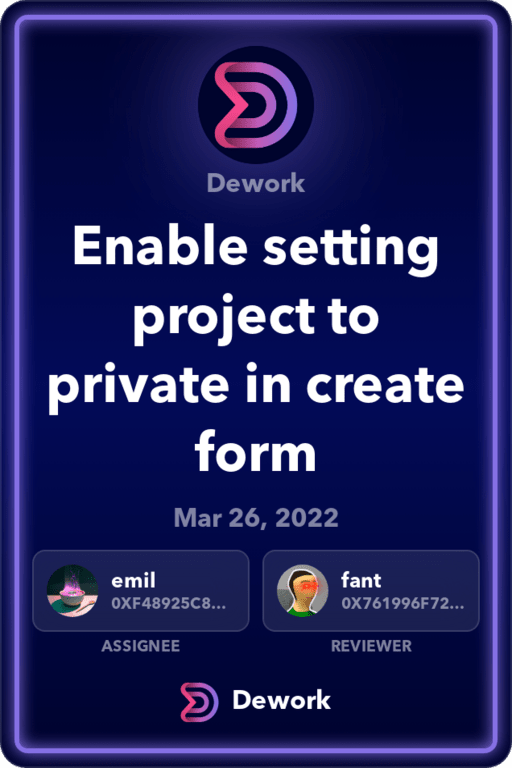 Dework
Enable setting
project to
private in create
form
Mar 26, 2022
emil
0XF48925C8...
fant
0X761996F72...
ASSIGNEE
REVIEWER
Dework